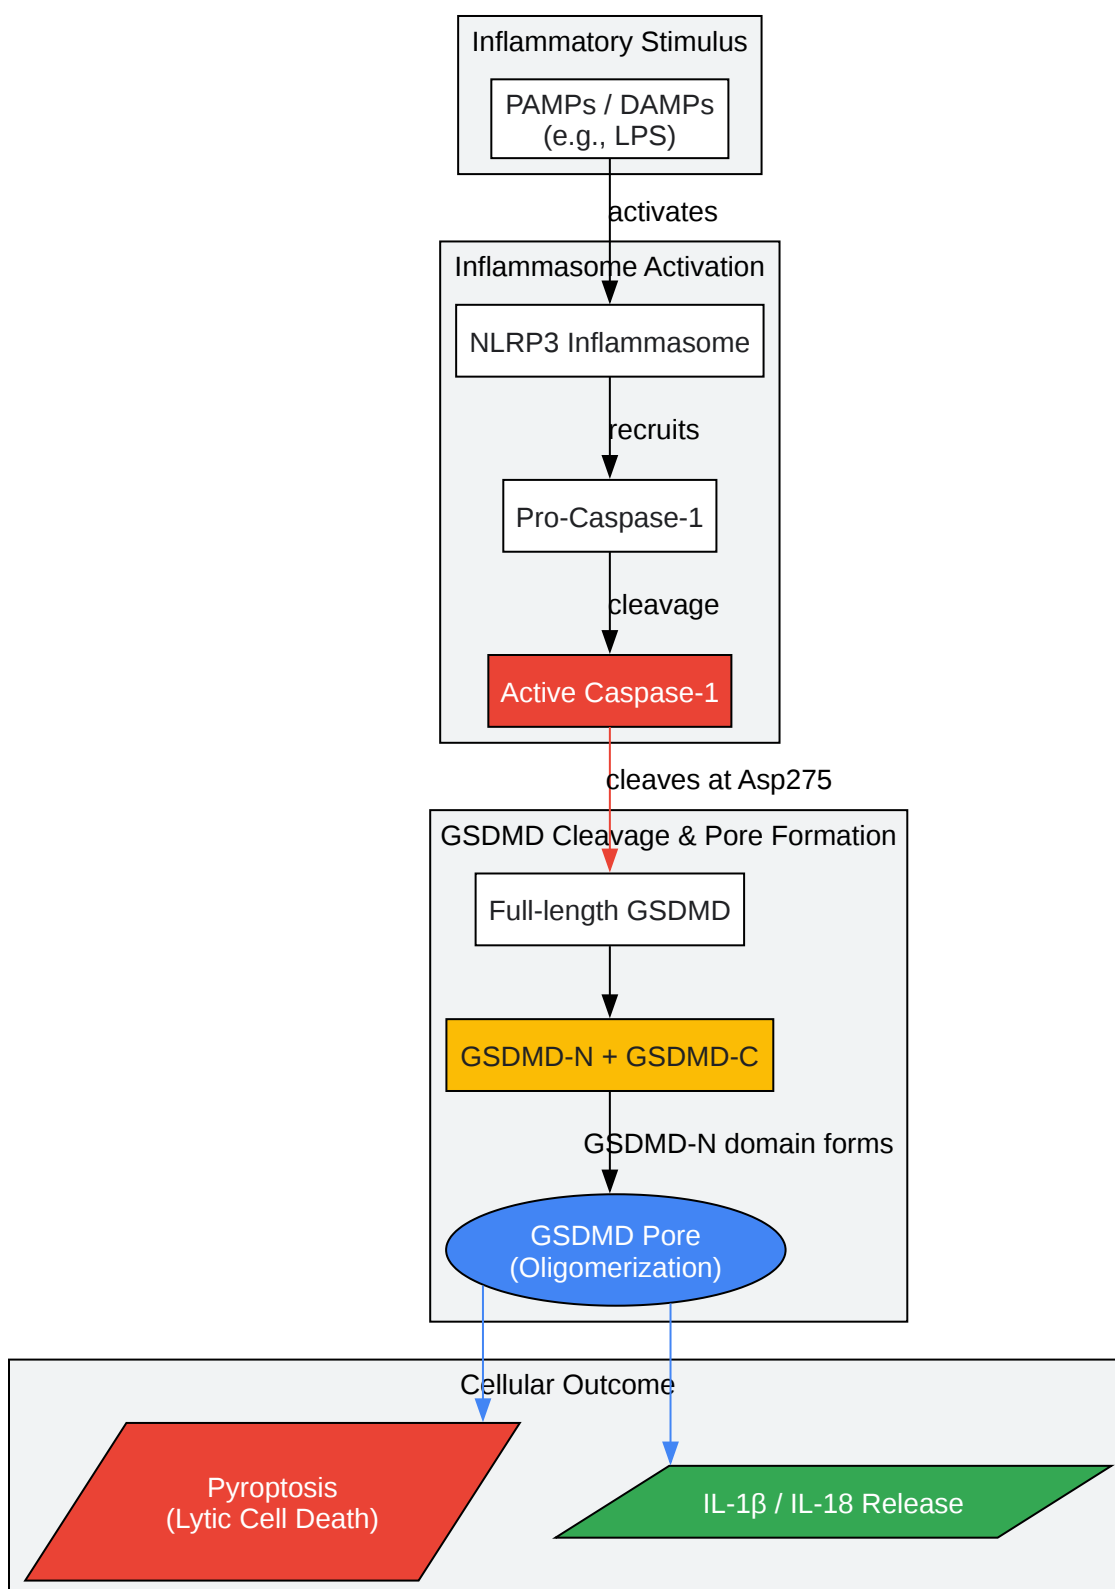 Inflammatory Stimulus
PAMPs / DAMPs
(e.g., LPS)
activates
Inflammasome Activation
NLRP3 Inflammasome
recruits
Pro-Caspase-1
cleavage
Active Caspase-1
cleaves at Asp275
GSDMD Cleavage & Pore Formation
Full-length GSDMD
GSDMD-N + GSDMD-C
GSDMD-N domain forms
GSDMD Pore
(Oligomerization)
Cellular Outcome
Pyroptosis
(Lytic Cell Death)
IL-1β / IL-18 Release